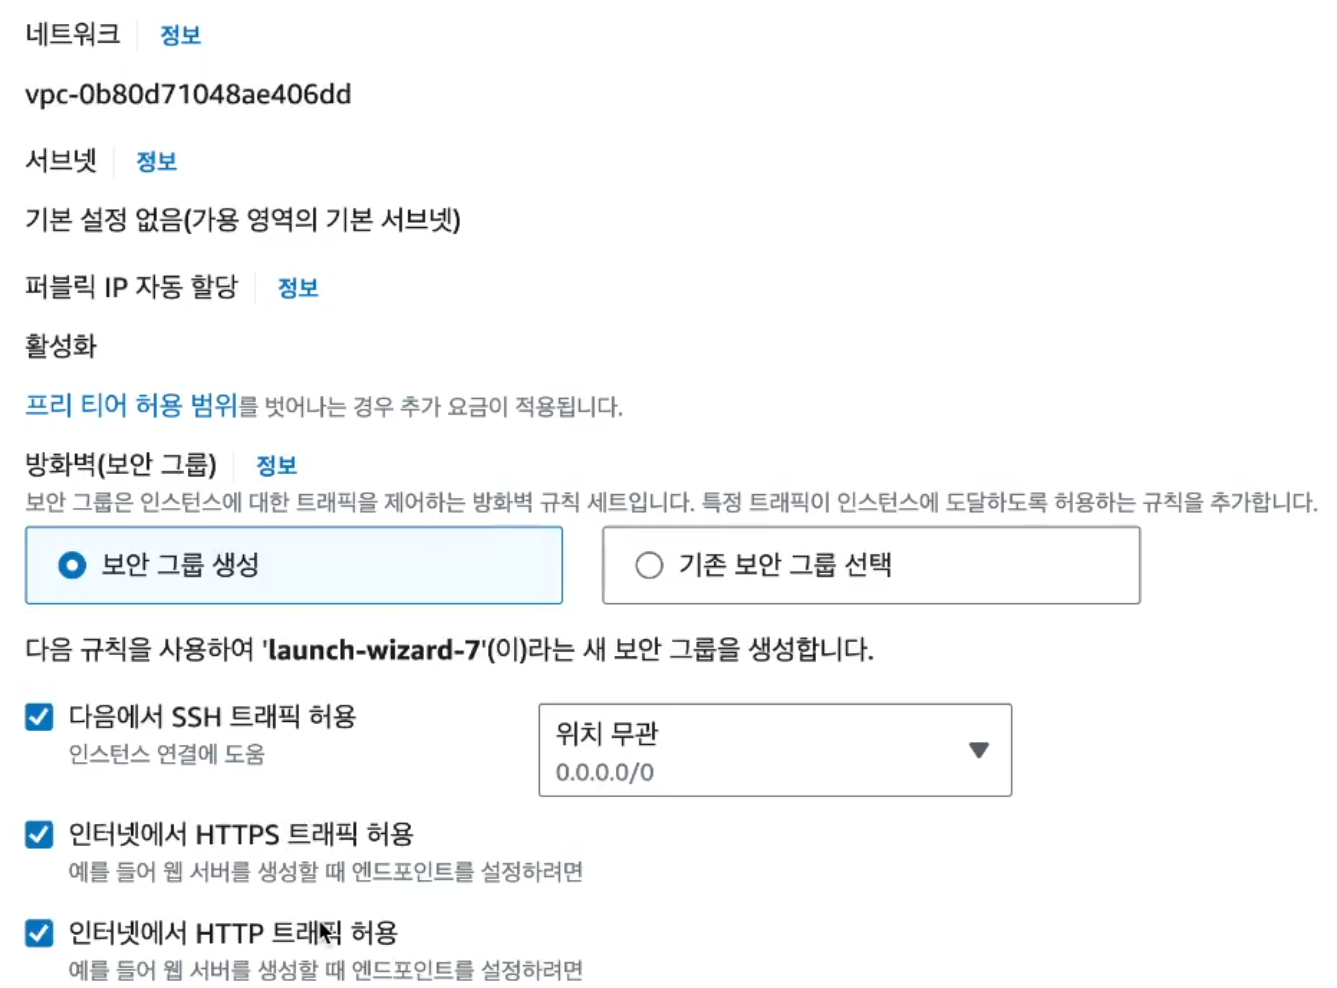 네트워크 정보
vpc-0b80d71048ae406dd
서브넷 정보
기본 설정 없음(가용 영역의 기본 서브넷)
퍼블릭 IP 자동 할당 정보
활성화
프리 티어 허용 범위를 벗어나는 경우 추가 요금이 적용됩니다.
방화벽(보안 그룹) 정보
보안 그룹은 인스턴스에 대한 트래픽을 제어하는 방화벽 규칙 세트입니다. 특정 트래픽이 인스턴스에 도달하도록 허용하는 규칙을 추가합니다.
보안 그룹 생성
기존 보안 그룹 선택
다음 규칙을 사용하여 'launch-wizard-7'(이)라는 새 보안 그룹을 생성합니다.
다음에서 SSH 트래픽 허용
인스턴스 연결에 도움
위치 무관
0.0.0.0/0
인터넷에서 HTTPS 트래픽 허용
예를 들어 웹 서버를 생성할 때 엔드포인트를 설정하려면
인터넷에서 HTTP 트래픽 허용
예를 들어 웹 서버를 생성할 때 엔드포인트를 설정하려면